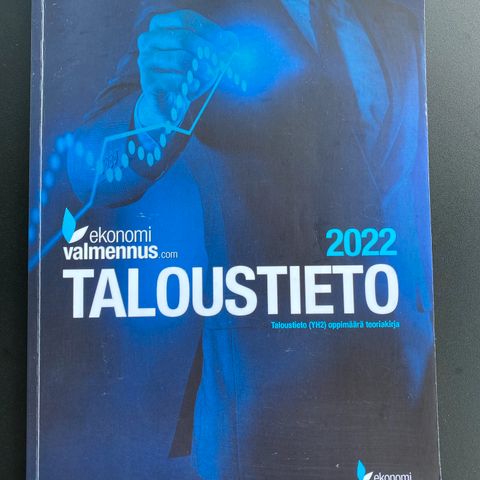 ekonomi
valmennus.com
2022
TALOUSTIETO
Taloustieto (YH2) oppimäärä teoriakirja
ekonomi